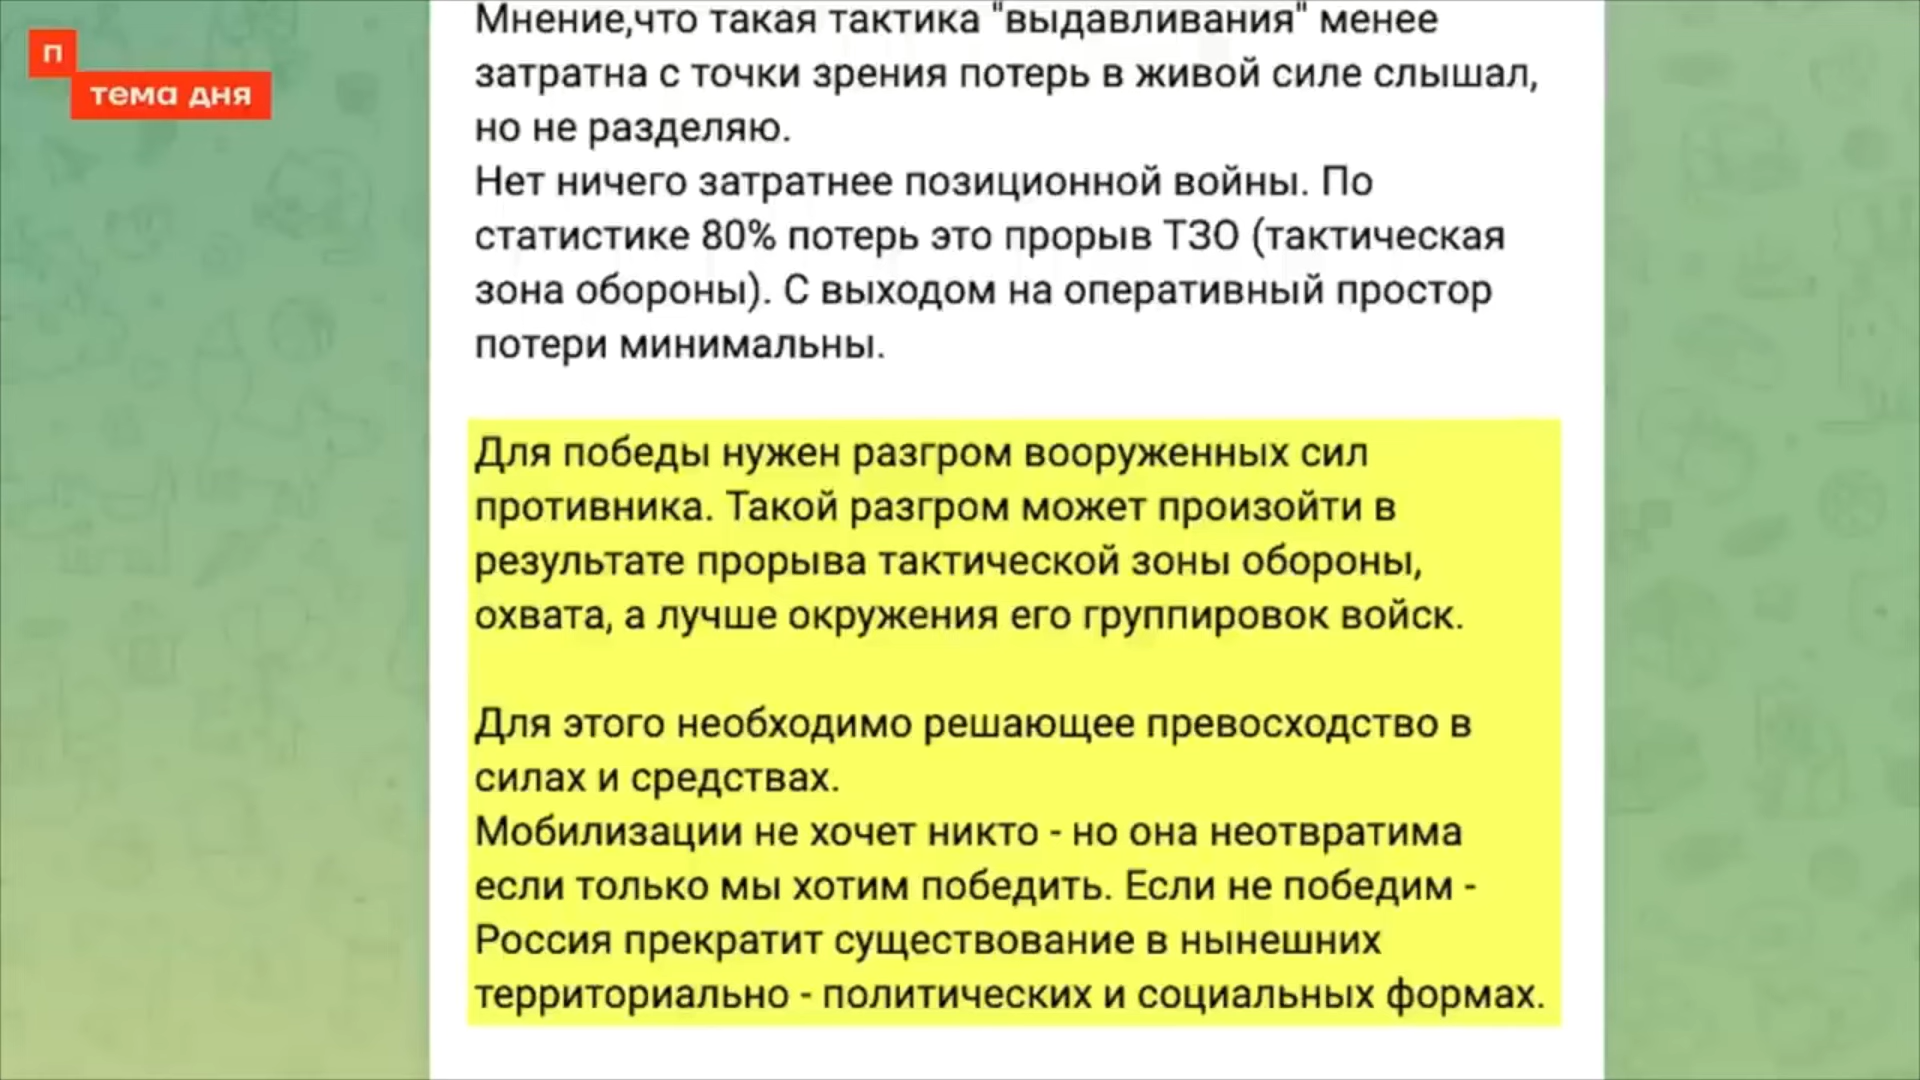 П
тема дня
Мнение,что такая тактика "выдавливания" менее
затратна с точки зрения потерь в живой силе слышал,
но не разделяю.
Нет ничего затратнее позиционной войны. По
статистике 80% потерь это прорыв ТЗО (тактическая
зона обороны). С выходом на оперативный простор
потери минимальны.
Для победы нужен разгром вооруженных сил
противника. Такой разгром может произойти в
результате прорыва тактической зоны обороны,
охвата, а лучше окружения его группировок войск.
Для этого необходимо решающее превосходство в
силах и средствах.
Мобилизации не хочет никто - но она неотвратима
если только мы хотим победить. Если не победим -
Россия прекратит существование в нынешних
территориально - политических и социальных формах.